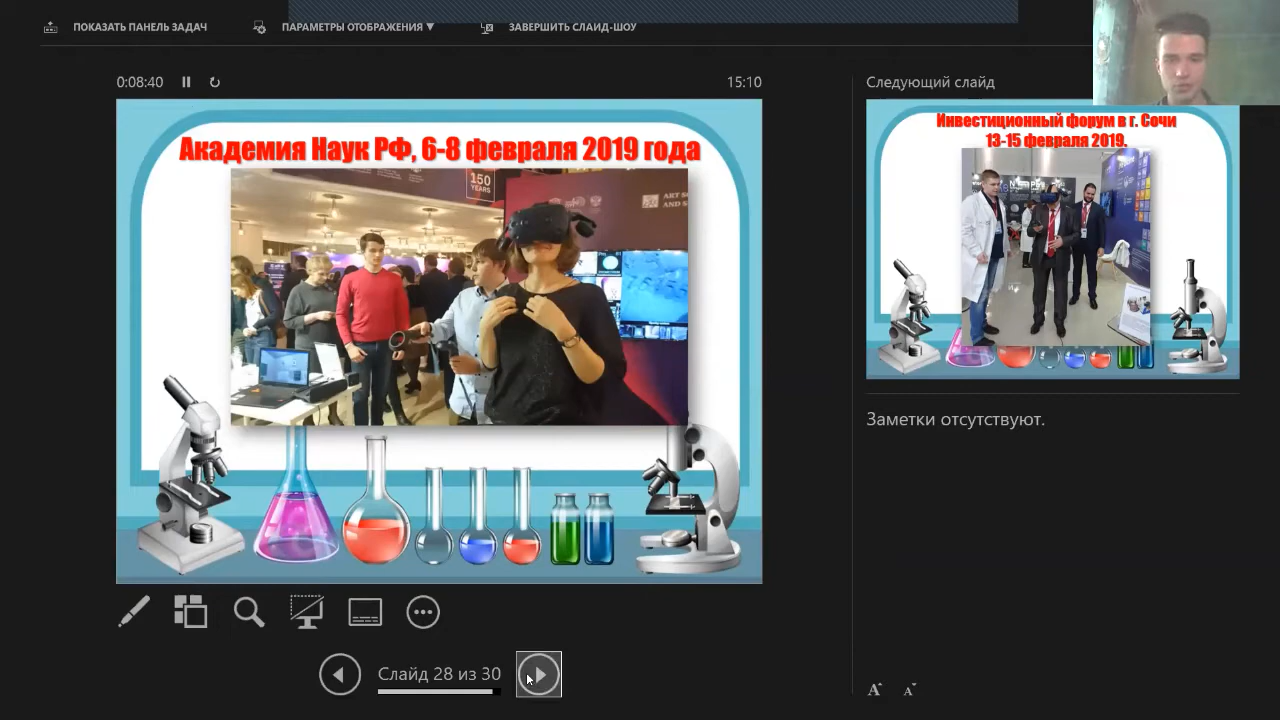 ПОКАЗАТЬ ПАНЕЛЬ ЗАДАЧ
ПАРАМЕТРЫ ОТОБРАЖЕНИЯ ▼
ЗАВЕРШИТЬ СЛАЙД-ШОУ
0:08:40
15:10
Академия Наук РФ, 6-8 февраля 2019 года
150
YEARS
Слайд 28 из 30
Следующий слайд
Инвестиционный форум в г. Сочи
13-15 февраля 2019.
Заметки отсутствуют.